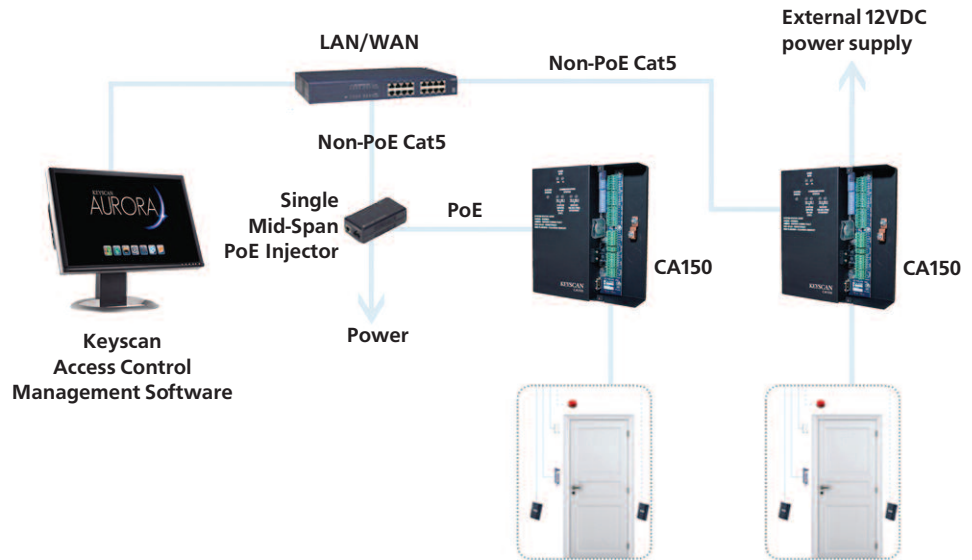 External 12VDC
power supply
LAN/WAN
Non-PoE Cat5
Non-PoE Cat5
KEYSCAN
AURORA
Single
Mid-Span
PoE Injector
PoE
CA150
CA150
KEYSCAN
KEYSCAN
Power
Keyscan
Access Control
Management Software